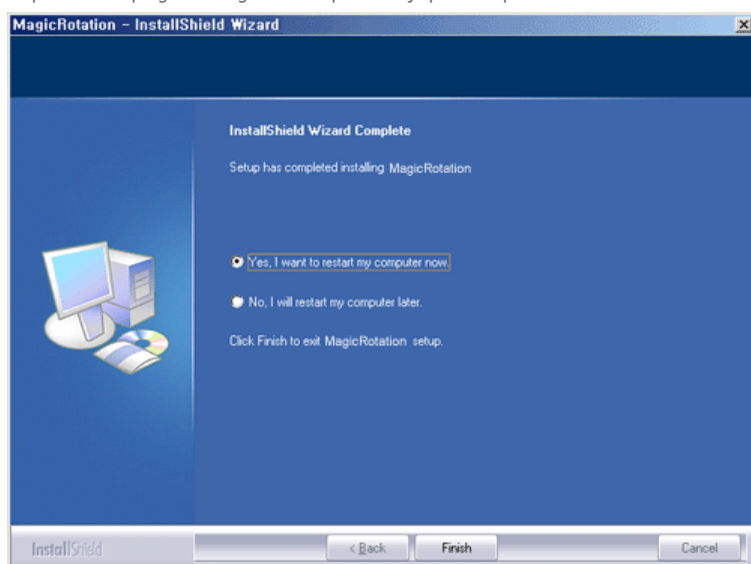 MagicRotation - InstallShield Wizard
InstallShield Wizard Complete
Setup has completed installing MagicRotation
Yes, I want to restart my computer now.
No, I will restart my computer later.
Click Finish to exit MagicRotation setup.
InstallShield
< Back
Finish
Cancel